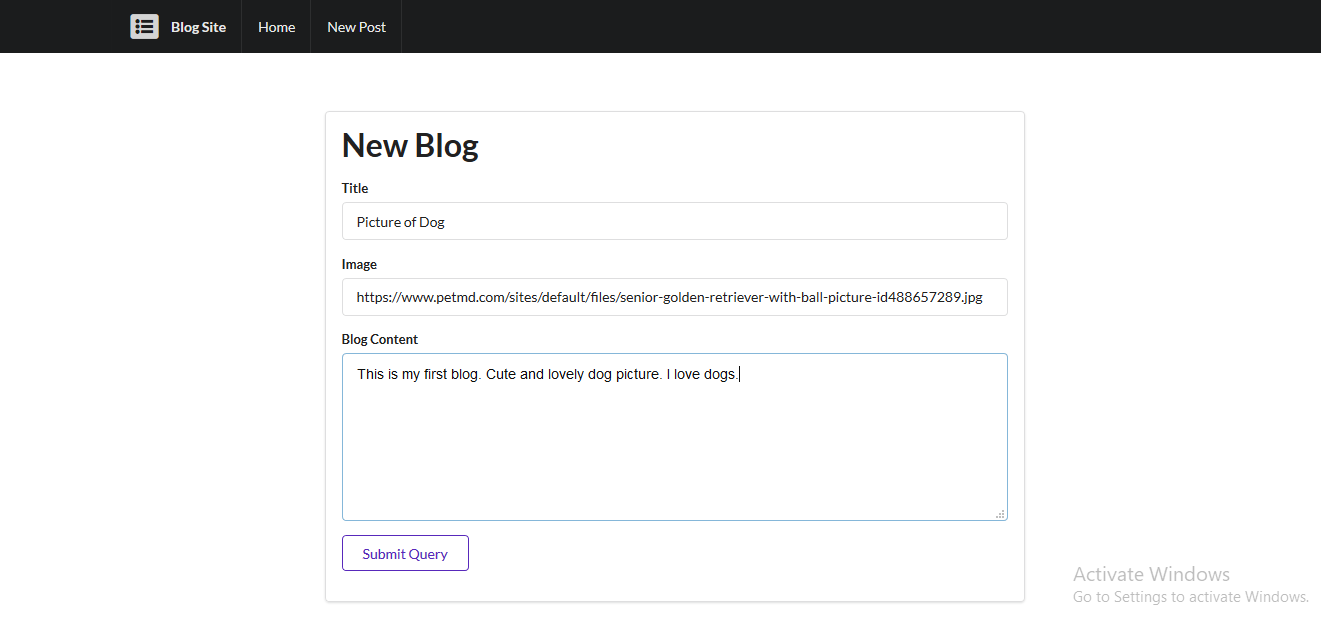 Blog Site Home New Post
New Blog
Title
Picture of Dog
Image
https://www.petmd.com/sites/default/files/senior-golden-retriever-with-ball-picture-id488657289.jpg
Blog Content
This is my first blog. Cute and lovely dog picture. I love dogs.
Submit Query
Activate Windows
Go to Settings to activate Windows.